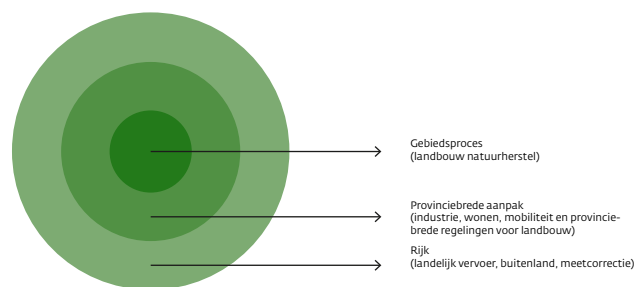 Gebiedsproces
(landbouw natuurherstel)
Provinciebrede aanpak
(industrie, wonen, mobiliteit en provincie-
brede regelingen voor landbouw)
Rijk
(landelijk vervoer, buitenland, meetcorrectie)